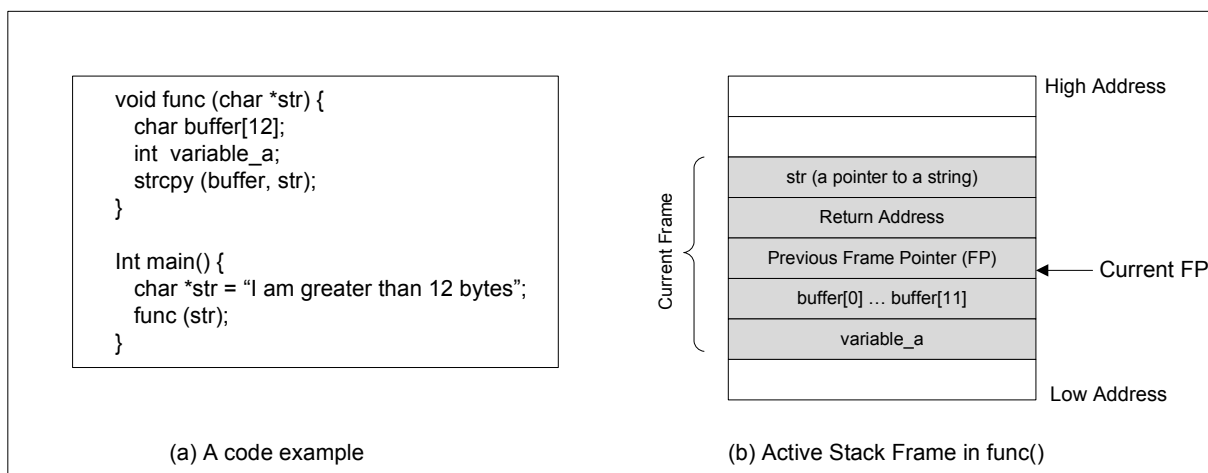 void func (char *str) {
char buffer[12];
int variable_a;
strcpy (buffer, str);
}
Int main() {
char *str = “I am greater than 12 bytes”;
func (str);
}
(a) A code example
High Address
Current Frame
str (a pointer to a string)
Return Address
Previous Frame Pointer (FP)
Current FP
buffer[0] … buffer[11]
variable_a
Low Address
(b) Active Stack Frame in func()